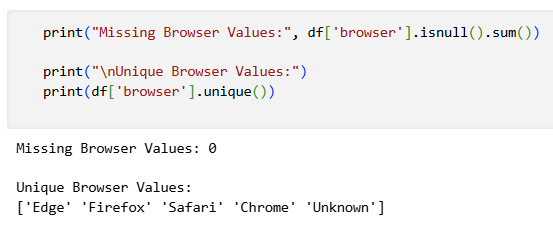 print("Missing Browser Values:", df['browser'].isnull().sum())
print("\nUnique Browser Values:")
print(df['browser'].unique())
Missing Browser Values: 0
Unique Browser Values:
['Edge' 'Firefox' 'Safari' 'Chrome' 'Unknown']